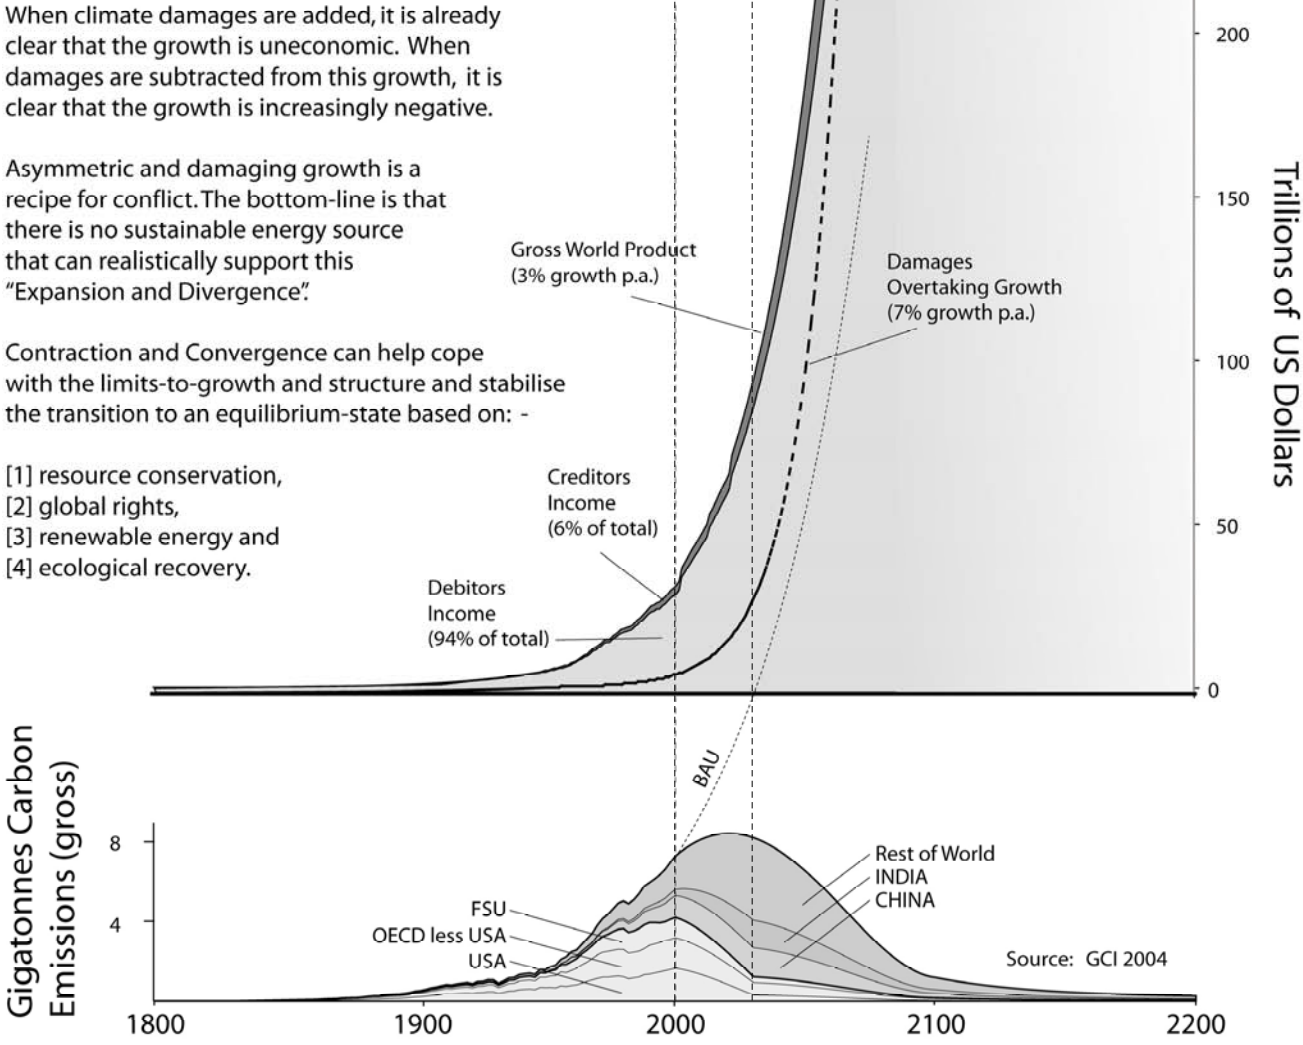 When climate damages are added, it is already
clear that the growth is uneconomic. When
damages are subtracted from this growth, it is
clear that the growth is increasingly negative.
Asymmetric and damaging growth is a
recipe for conflict. The bottom-line is that
there is no sustainable energy source
that can realistically support this
“Expansion and Divergence”.
Contraction and Convergence can help cope
with the limits-to-growth and structure and stabilise
the transition to an equilibrium-state based on: -
[1] resource conservation,
[2] global rights,
[3] renewable energy and
[4] ecological recovery.
Gross World Product
(3% growth p.a.)
Damages
Overtaking Growth
(7% growth p.a.)
Creditors
Income
(6% of total)
Debitors
Income
(94% of total)
200
150
100
50
0
Trillions of US Dollars
BAU
Gigatonnes Carbon
Emissions (gross)
8
4
FSU
OECD less USA
USA
Rest of World
INDIA
CHINA
Source: GCI 2004
1800
1900
2000
2100
2200